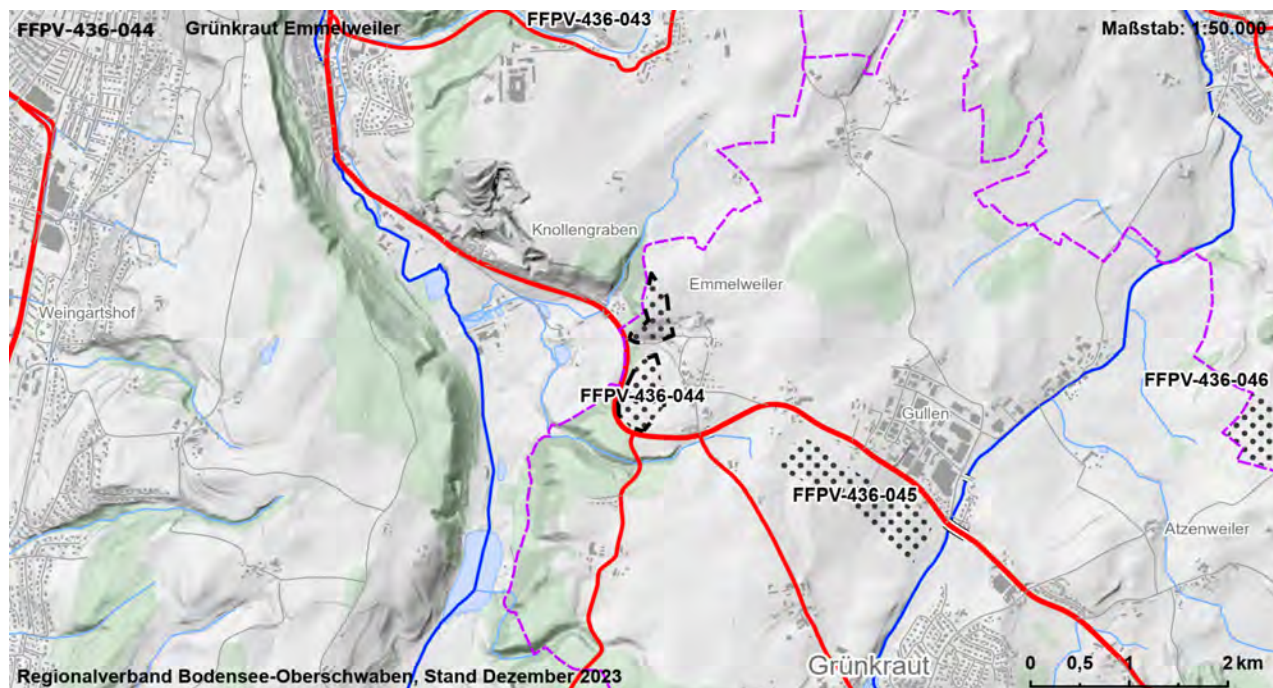 FFPV-436-044 Grünkraut Emmelweiler
FFPV-436-043
Maßstab: 1:50.000
Knollengraben
Emmelweiler
Weingartshof
FFPV-436-044
FFPV-436-046
Gullen
FFPV-436-045
Atzenweiler
Grünkraut
0 0,5 1 2 km
Regionalverband Bodensee-Oberschwaben, Stand Dezember 2023